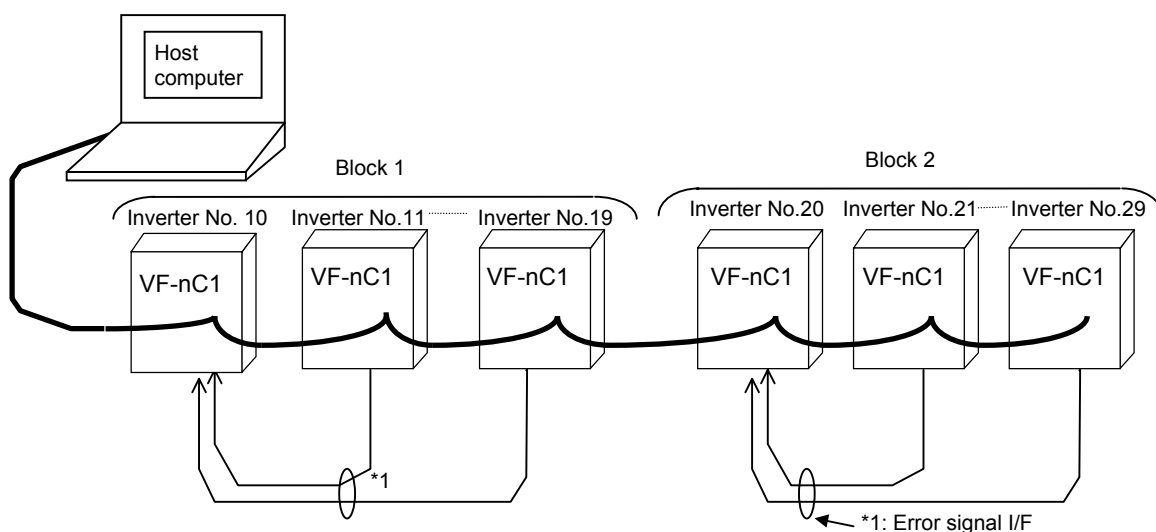 Host
computer
Block 1
Block 2
Inverter No. 10
Inverter No.11
Inverter No.19
Inverter No.20
Inverter No.21
Inverter No.29
VF-nC1
VF-nC1
VF-nC1
VF-nC1
VF-nC1
VF-nC1
*1
*1: Error signal I/F